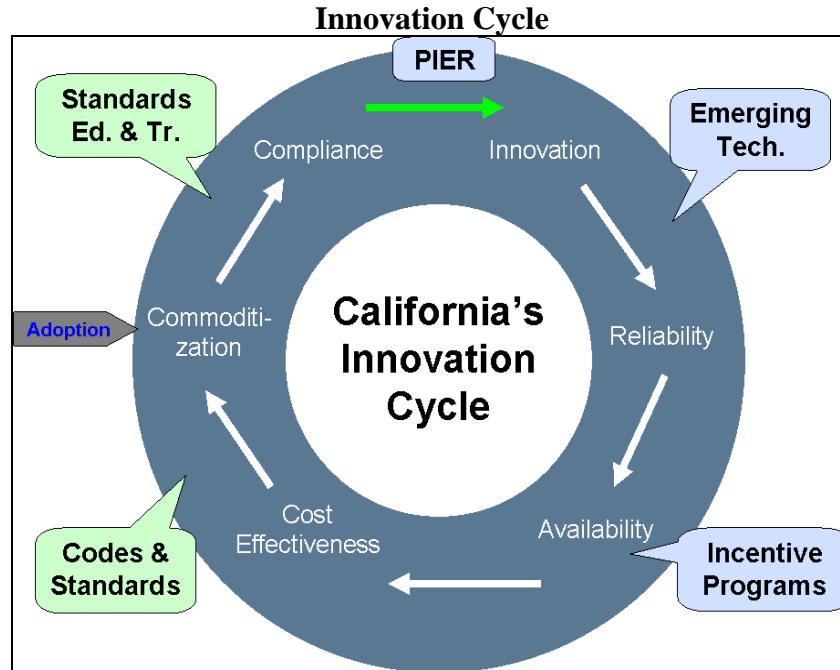 Innovation Cycle
PIER
Standards
Ed. & Tr.
Emerging
Tech.
Compliance
Innovation
California's
Innovation
Cycle
Adoption
Commoditi-
zation
Reliability
Cost
Effectiveness
Availability
Codes &
Standards
Incentive
Programs